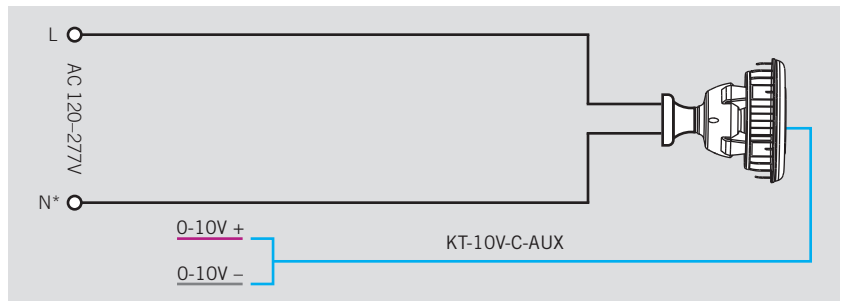 L
AC 120–277V
N*
0-10V +
KT-10V-C-AUX
0-10V –